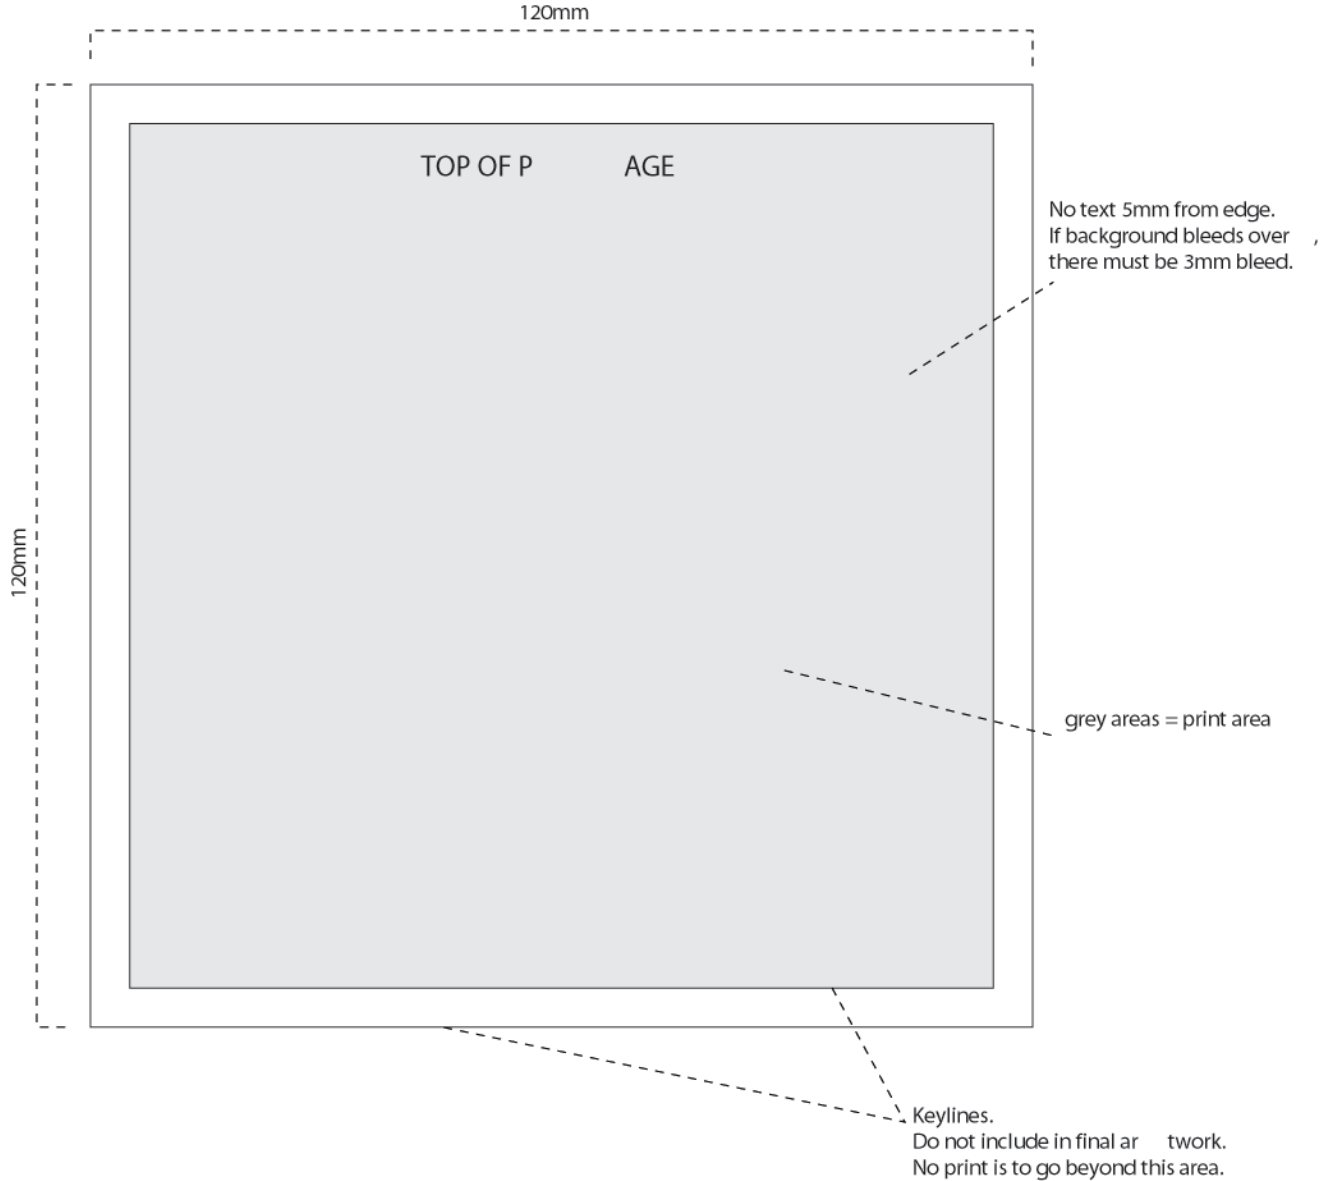 120mm
TOP OF P AGE
No text 5mm from edge.
If background bleeds over ,
there must be 3mm bleed.
120mm
grey areas = print area
Keylines.
Do not include in final ar twork.
No print is to go beyond this area.